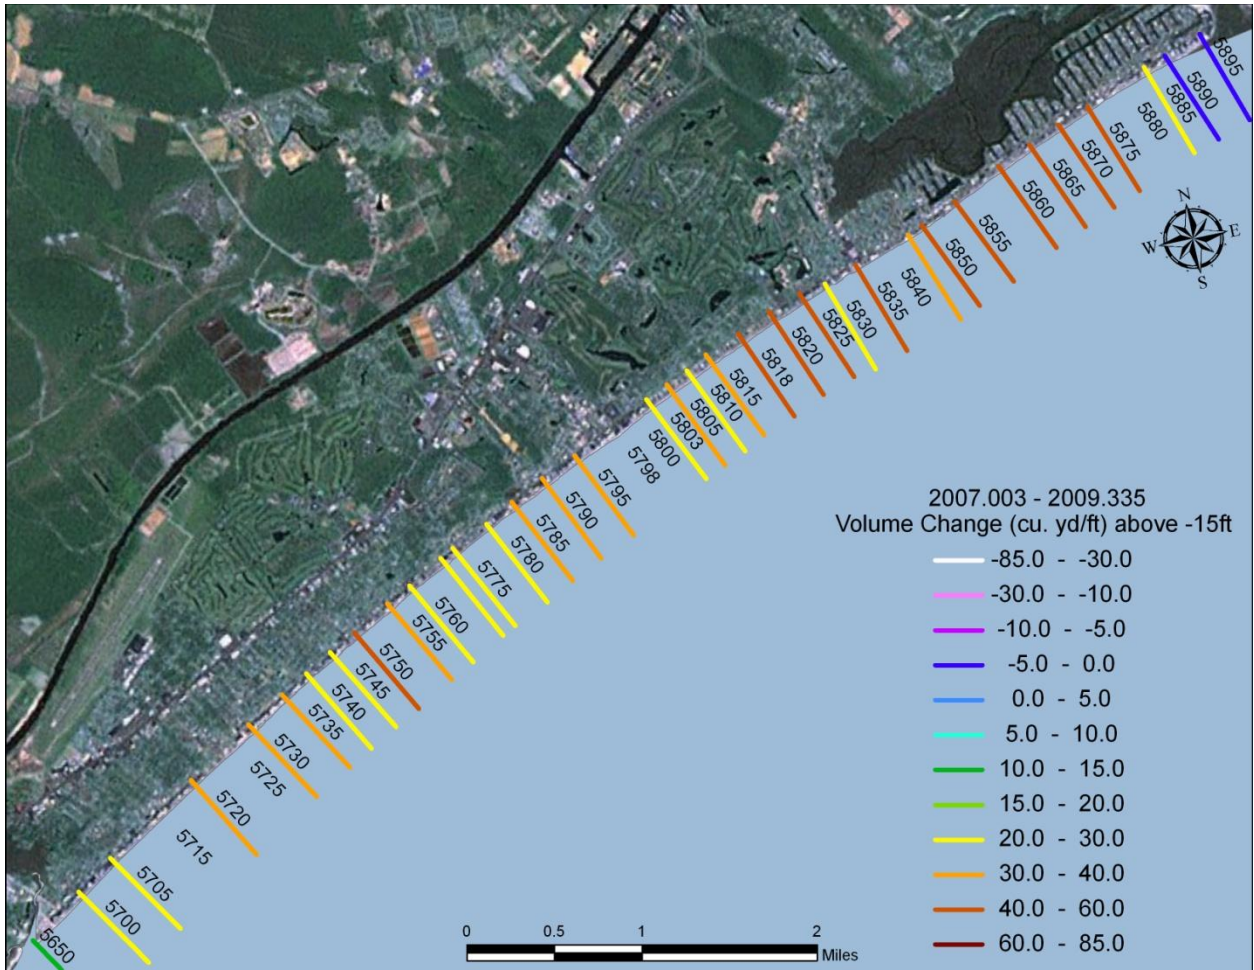 5895
5890
5885
5880
5875
5870
5865
5860
5855
5850
5840
5835
5830
5825
5820
5818
5815
5810
5805
5803
5800
5798
5795
5790
5785
5780
5775
5760
5755
5750
5745
5740
5735
5730
5725
5720
5715
5705
5700
5650
N
W E
S
2007.003 - 2009.335
Volume Change (cu. yd/ft) above -15ft
-85.0 - -30.0
-30.0 - -10.0
-10.0 - -5.0
-5.0 - 0.0
0.0 - 5.0
5.0 - 10.0
10.0 - 15.0
15.0 - 20.0
20.0 - 30.0
30.0 - 40.0
40.0 - 60.0
60.0 - 85.0
0 0.5 1 2
Miles